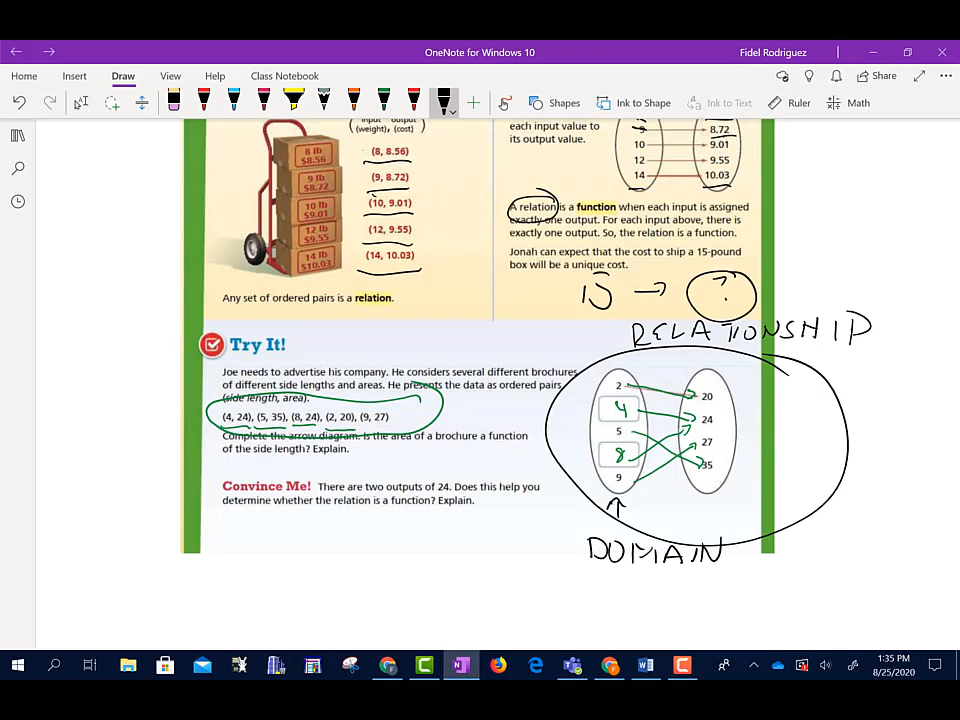 OneNote for Windows 10
Fidel Rodriguez
Home Insert Draw View Help Class Notebook
Share
Shapes Ink to Shape Ink to Text Ruler Math
input output
(weight), (cost)
8 lb
$8.56
9 lb
$8.72
10 lb
$9.01
12 lb
$9.55
14 lb
$10.03
(8, 8.56)
(9, 8.72)
(10, 9.01)
(12, 9.55)
(14, 10.03)
Any set of ordered pairs is a relation.
each input value to
its output value.
9 8.72
10 9.01
12 9.55
14 10.03
A relation is a function when each input is assigned
exactly one output. For each input above, there is
exactly one output. So, the relation is a function.
Jonah can expect that the cost to ship a 15-pound
box will be a unique cost.
15 → ?
RELATIONSHIP
Try It!
Joe needs to advertise his company. He considers several different brochures
of different side lengths and areas. He presents the data as ordered pairs
(side length, area).
(4, 24), (5, 35), (8, 24), (2, 20), (9, 27)
Complete the arrow diagram. Is the area of a brochure a function
of the side length? Explain.
2 20
4 24
5 27
8 35
9
Convince Me! There are two outputs of 24. Does this help you
determine whether the relation is a function? Explain.
DOMAIN
1:35 PM
8/25/2020